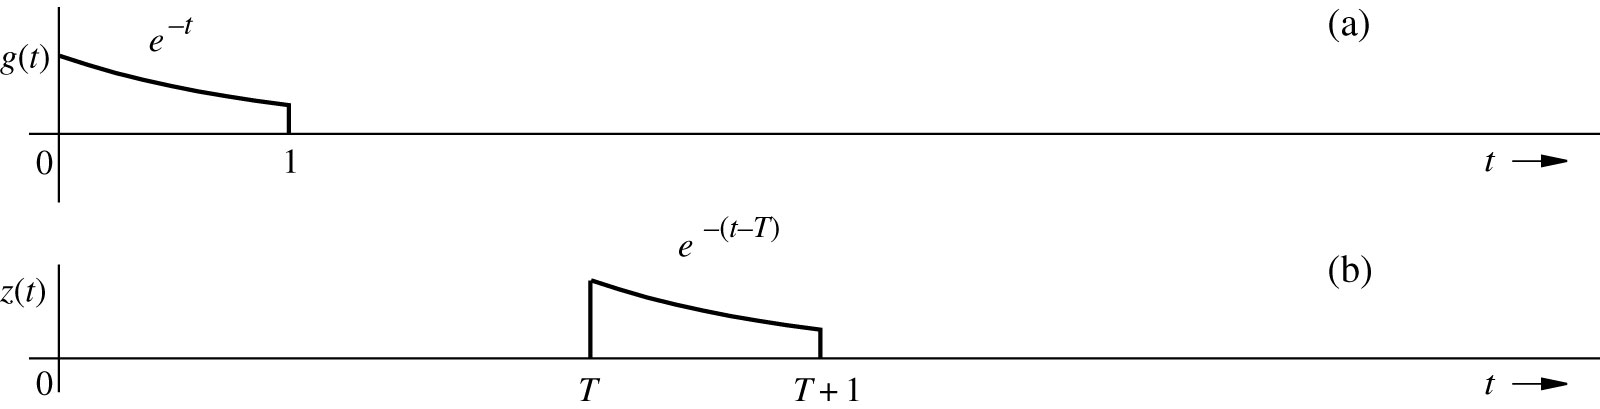 (a)
e^{–t}
g(t)
0 1 t
e^{–(t–T)}
(b)
z(t)
0 T T + 1 t